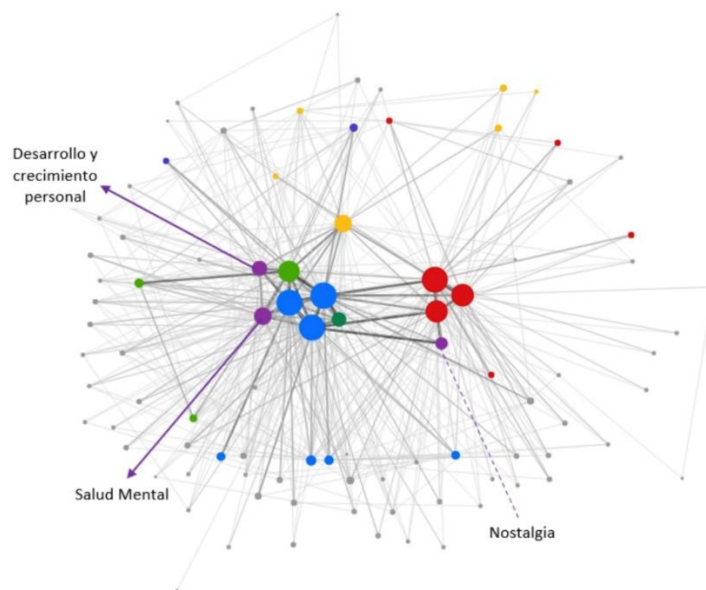 Desarrollo y
crecimiento
personal
Salud Mental
Nostalgia